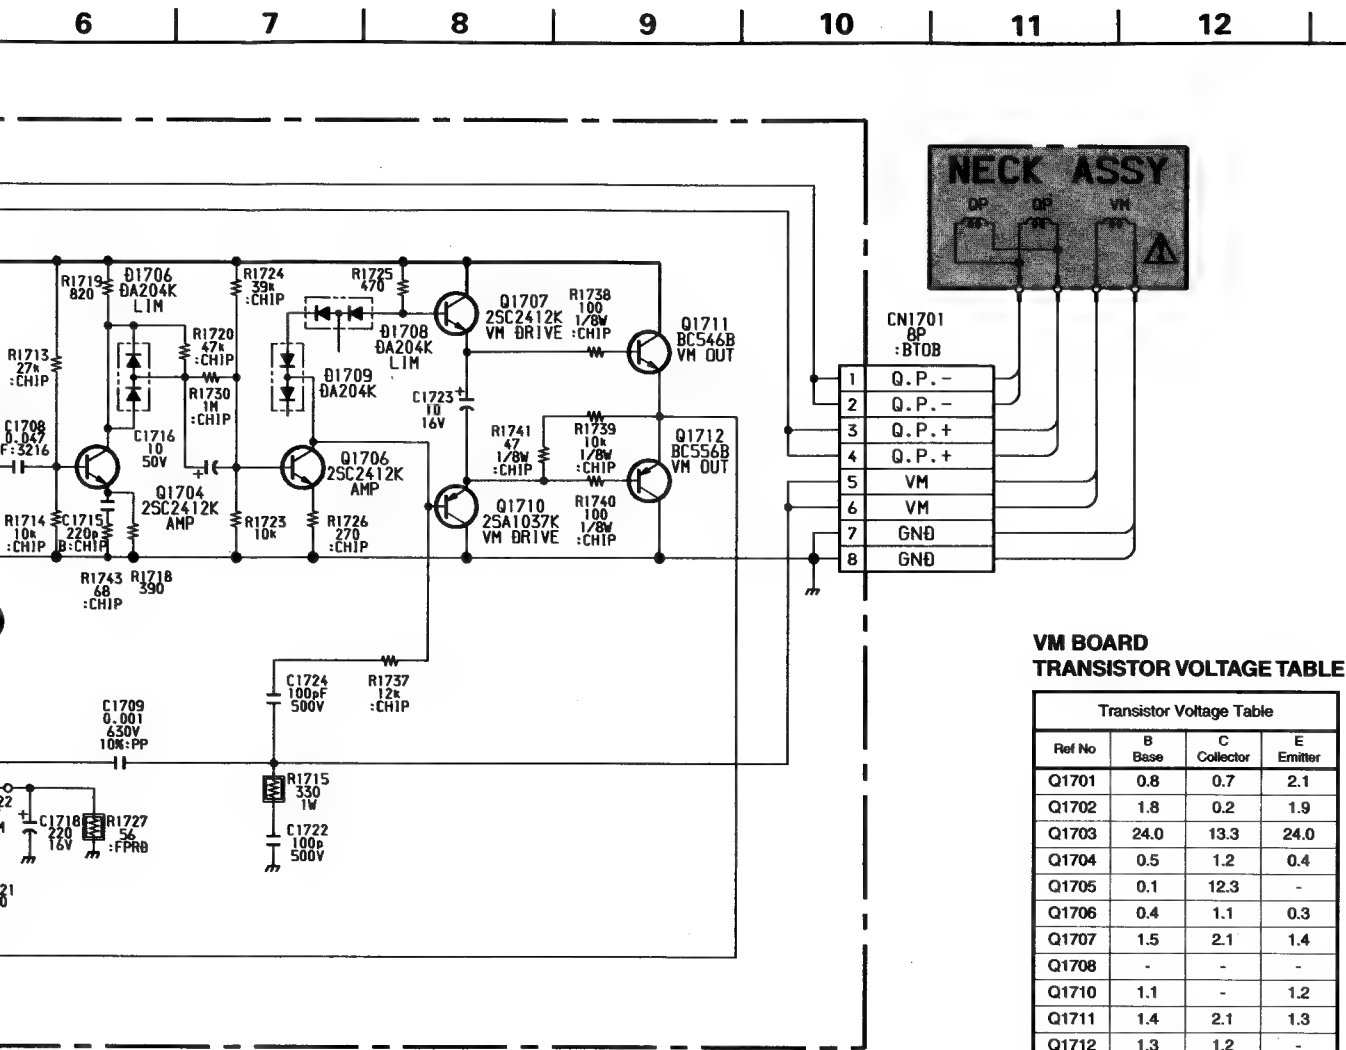 6 7 8 9 10 11 12
NECK ASSY
QP QP VM
R1719
820
D1706
DA204K
LIM
R1724
39k
:CHIP
R1725
470
Q1707
2SC2412K
VM DRIVE
R1738
100
1/8W
:CHIP
Q1711
BC546B
VM OUT
CN1701
8P
:BTOB
R1713
27k
:CHIP
R1720
47k
:CHIP
R1730
1M
:CHIP
D1708
DA204K
LIM
D1709
DA204K
C1723
10
16V
1 Q.P.-
2 Q.P.-
3 Q.P.+
4 Q.P.+
5 VM
6 VM
7 GND
8 GND
C1708
0.047
F:3216
C1716
10
50V
Q1704
2SC2412K
AMP
Q1706
2SC2412K
AMP
R1741
47
1/8W
:CHIP
R1739
10k
1/8W
:CHIP
Q1712
BC556B
VM OUT
R1714
10k
:CHIP
C1715
220p
B:CHIP
R1723
10k
R1726
270
:CHIP
Q1710
2SA1037K
VM DRIVE
R1740
100
1/8W
:CHIP
R1743
68
:CHIP
R1718
390
C1724
100pF
500V
R1737
12k
:CHIP
C1709
0.001
630V
10%:PP
R1715
330
1W
C1722
100p
500V
22
M
C1718
220
16V
R1727
56
:FPRD
21
0
VM BOARD
TRANSISTOR VOLTAGE TABLE
Transistor Voltage Table
Ref No B Base C Collector E Emitter
Q1701 0.8 0.7 2.1
Q1702 1.8 0.2 1.9
Q1703 24.0 13.3 24.0
Q1704 0.5 1.2 0.4
Q1705 0.1 12.3 -
Q1706 0.4 1.1 0.3
Q1707 1.5 2.1 1.4
Q1708 - - -
Q1710 1.1 - 1.2
Q1711 1.4 2.1 1.3
Q1712 1.3 1.2 -